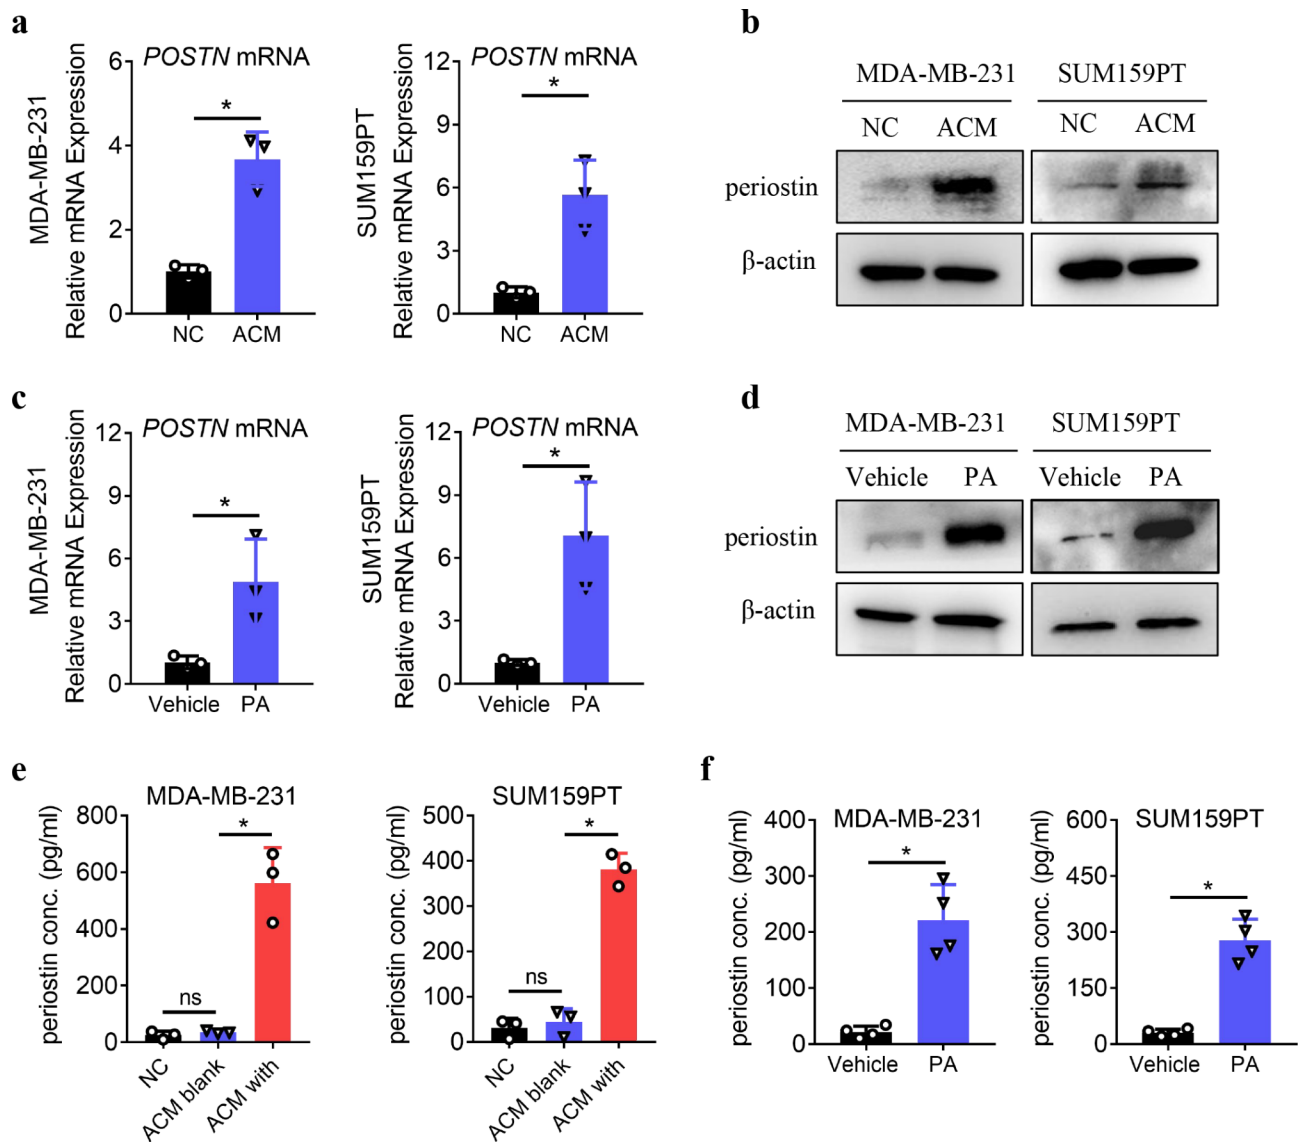 a
MDA-MB-231
Relative mRNA Expression
POSTN mRNA
6
4
2
0
*
NC ACM
SUM159PT
Relative mRNA Expression
POSTN mRNA
12
9
6
3
0
*
NC ACM
b
MDA-MB-231 SUM159PT
NC ACM NC ACM
periostin
β-actin
c
MDA-MB-231
Relative mRNA Expression
POSTN mRNA
12
9
6
3
0
*
Vehicle PA
SUM159PT
Relative mRNA Expression
POSTN mRNA
12
9
6
3
0
*
Vehicle PA
d
MDA-MB-231 SUM159PT
Vehicle PA Vehicle PA
periostin
β-actin
e
periostin conc. (pg/ml)
MDA-MB-231
800
600
400
200
0
*
ns
NC
ACM blank
ACM with
periostin conc. (pg/ml)
SUM159PT
500
400
300
200
100
0
*
ns
NC
ACM blank
ACM with
f
periostin conc. (pg/ml)
MDA-MB-231
400
300
200
100
0
*
Vehicle PA
periostin conc. (pg/ml)
SUM159PT
600
450
300
150
0
*
Vehicle PA